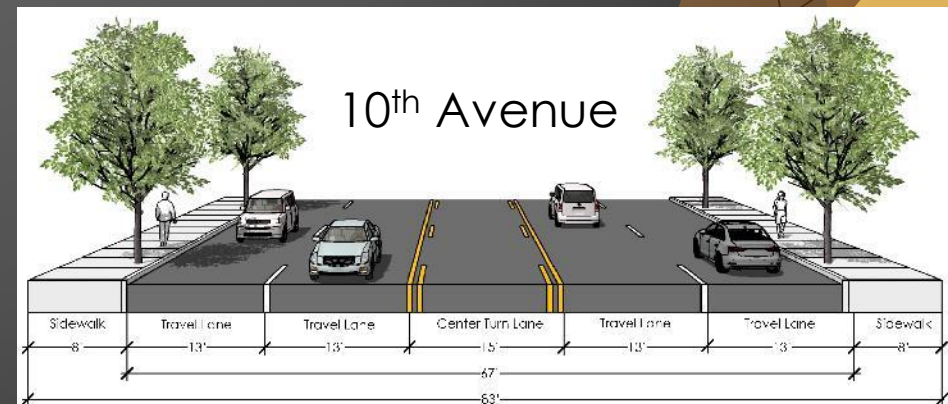 10th Avenue
Sidewalk Travel Lane Travel Lane Center Turn Lane Travel Lane Travel Lane Sidewalk
8' 13' 13' 15' 13' 13' 8'
67'
83'